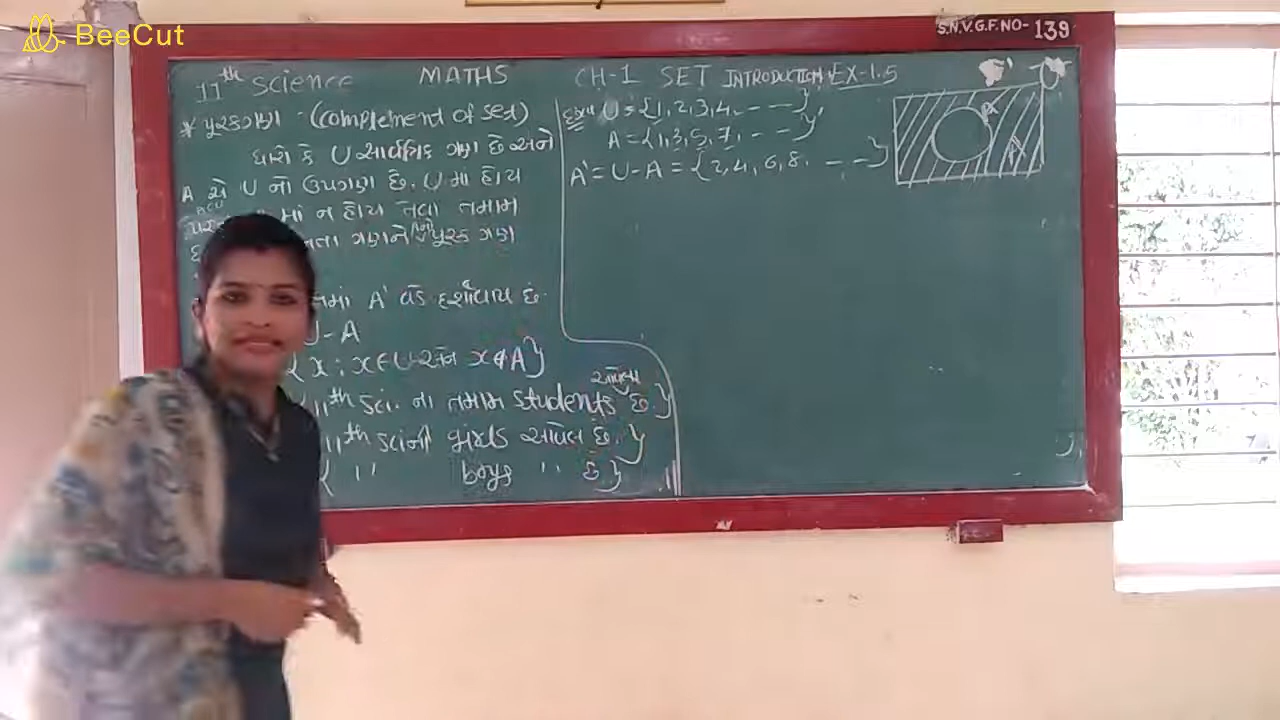 BeeCut
S.N.V.G.F.NO- 139
11th Science MATHS CH-1 SET INTRODUCTION EX-1.5
* પુરકગણ - (complement of set)
ધારો કે U સાર્વત્રિક ગણ છે અને
A એ U નો ઉપગણ છે. U માં હોય
માં ન હોય તેવા તમામ
ગણને પુરક ગણ
A' વડે દર્શાવાય છે.
U-A
{ x : x ∈ U અને x ∉ A}
11th sci. ના તમામ students છે.}
11th sci.ની છે. }
{ " boys " છે}
U = {1, 2, 3, 4, - - - },
A = {1, 3, 5, 7, - - - }
A' = U - A = {2, 4, 6, 8, - - - }